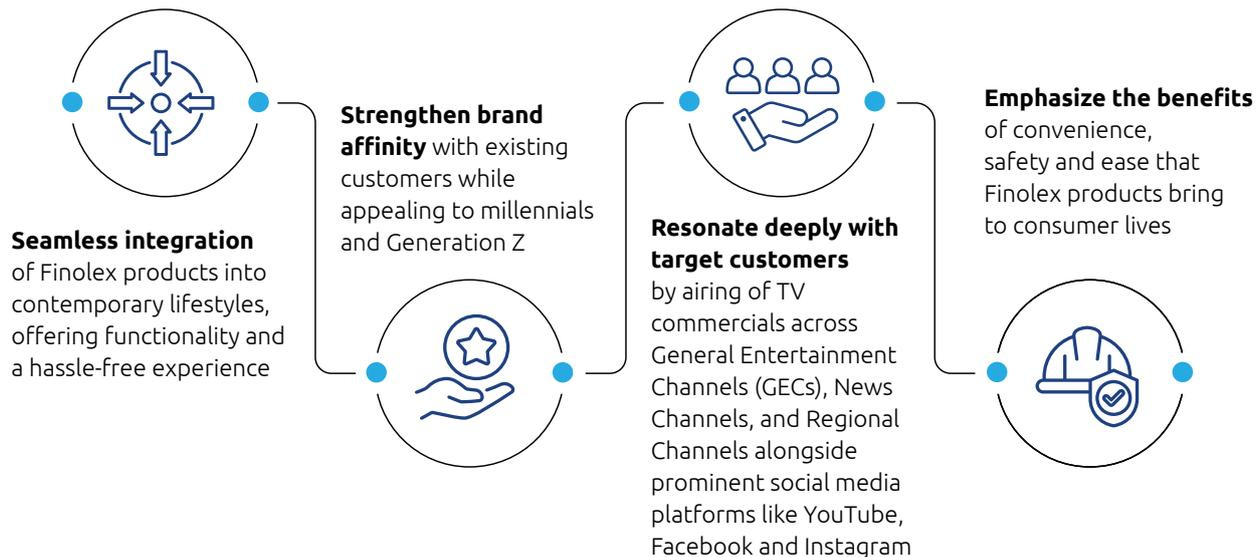 Seamless integration
of Finolex products into
contemporary lifestyles,
offering functionality and
a hassle-free experience
Strengthen brand
affinity with existing
customers while
appealing to millennials
and Generation Z
Resonate deeply with
target customers
by airing of TV
commercials across
General Entertainment
Channels (GECs), News
Channels, and Regional
Channels alongside
prominent social media
platforms like YouTube,
Facebook and Instagram
Emphasize the benefits
of convenience,
safety and ease that
Finolex products bring
to consumer lives